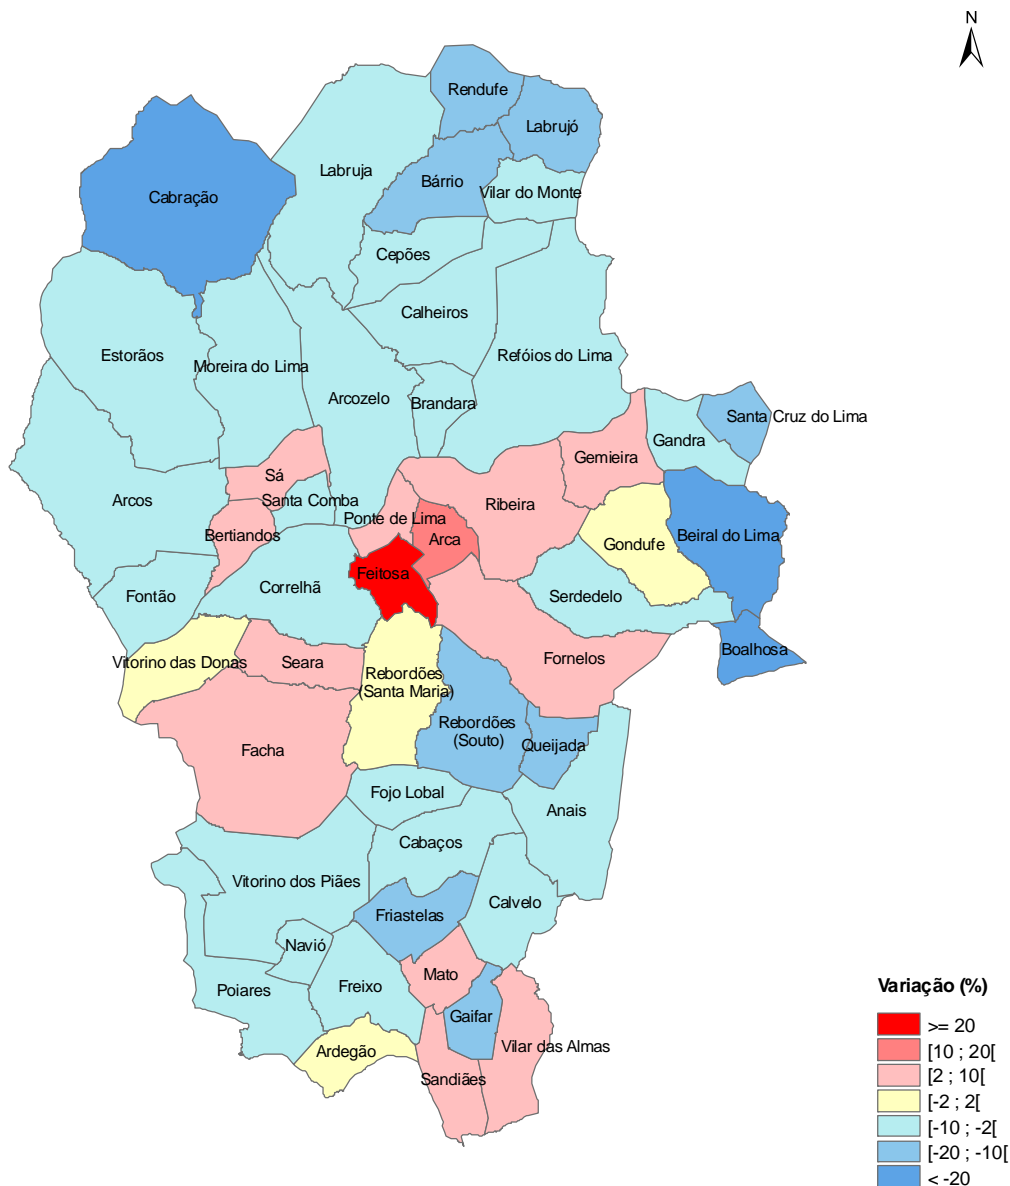 N
Rendufe
Labrujó
Labruja
Bárrio
Vilar do Monte
Cabração
Cepões
Calheiros
Estorãos
Moreira do Lima
Refóios do Lima
Arcozelo
Brandara
Santa Cruz do Lima
Gandra
Gemieira
Sá
Arcos
Santa Comba
Ribeira
Ponte de Lima
Bertiandos
Arca
Gondufe
Beiral do Lima
Feitosa
Correlhã
Fontão
Serdedelo
Boalhosa
Vitorino das Donas
Seara
Fornelos
Rebordões
(Santa Maria)
Rebordões
(Souto)
Queijada
Facha
Fojo Lobal
Anais
Cabaços
Vitorino dos Piães
Calvelo
Friastelas
Navió
Mato
Poiares
Freixo
Gaifar
Vilar das Almas
Ardegão
Sandiães
Variação (%)
>= 20
[10 ; 20[
[2 ; 10[
[-2 ; 2[
[-10 ; -2[
[-20 ; -10[
< -20